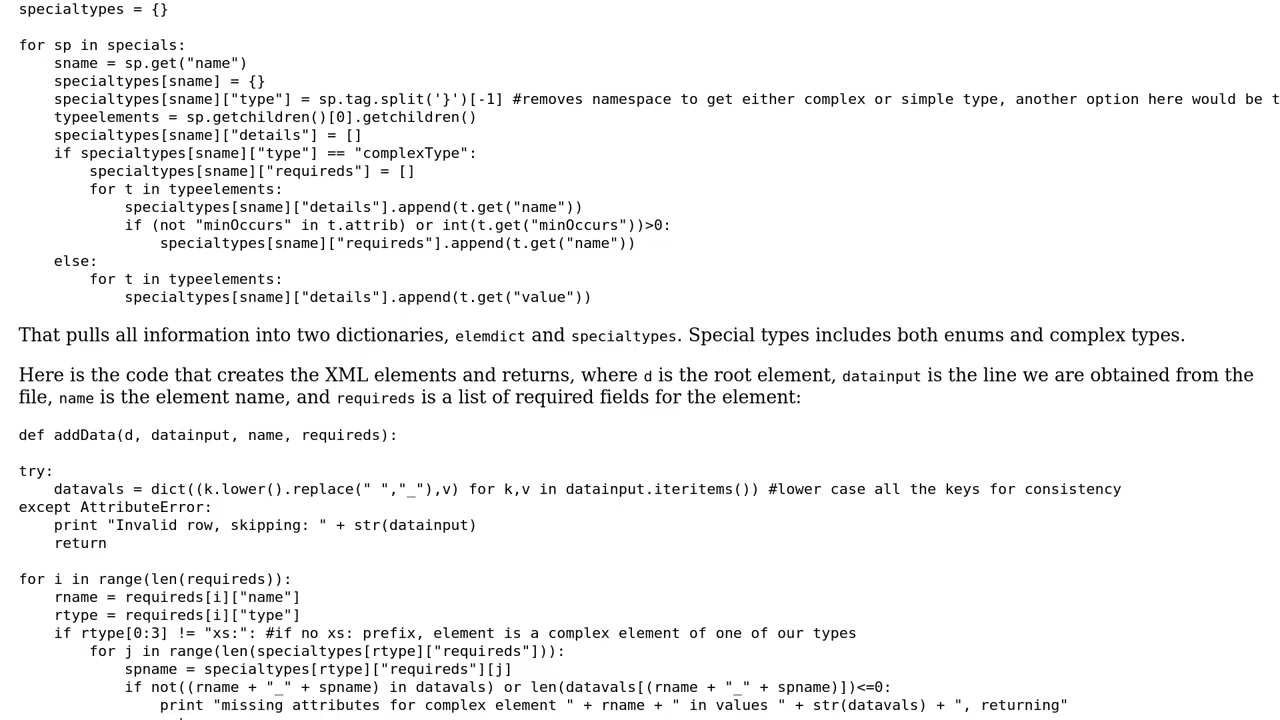 specialtypes = {}
for sp in specials:
    sname = sp.get("name")
    specialtypes[sname] = {}
    specialtypes[sname]["type"] = sp.tag.split('}')[-1] #removes namespace to get either complex or simple type, another option here would be t
    typeelements = sp.getchildren()[0].getchildren()
    specialtypes[sname]["details"] = []
    if specialtypes[sname]["type"] == "complexType":
        specialtypes[sname]["requireds"] = []
        for t in typeelements:
            specialtypes[sname]["details"].append(t.get("name"))
            if (not "minOccurs" in t.attrib) or int(t.get("minOccurs"))>0:
                specialtypes[sname]["requireds"].append(t.get("name"))
    else:
        for t in typeelements:
            specialtypes[sname]["details"].append(t.get("value"))
That pulls all information into two dictionaries, elemdict and specialtypes. Special types includes both enums and complex types.
Here is the code that creates the XML elements and returns, where d is the root element, datainput is the line we are obtained from the
file, name is the element name, and requireds is a list of required fields for the element:
def addData(d, datainput, name, requireds):
try:
    datavals = dict((k.lower().replace(" ","_"),v) for k,v in datainput.iteritems()) #lower case all the keys for consistency
except AttributeError:
    print "Invalid row, skipping: " + str(datainput)
    return
for i in range(len(requireds)):
    rname = requireds[i]["name"]
    rtype = requireds[i]["type"]
    if rtype[0:3] != "xs:": #if no xs: prefix, element is a complex element of one of our types
        for j in range(len(specialtypes[rtype]["requireds"])):
            spname = specialtypes[rtype]["requireds"][j]
            if not((rname + "_" + spname) in datavals) or len(datavals[(rname + "_" + spname)])<=0:
                print "missing attributes for complex element " + rname + " in values " + str(datavals) + ", returning"